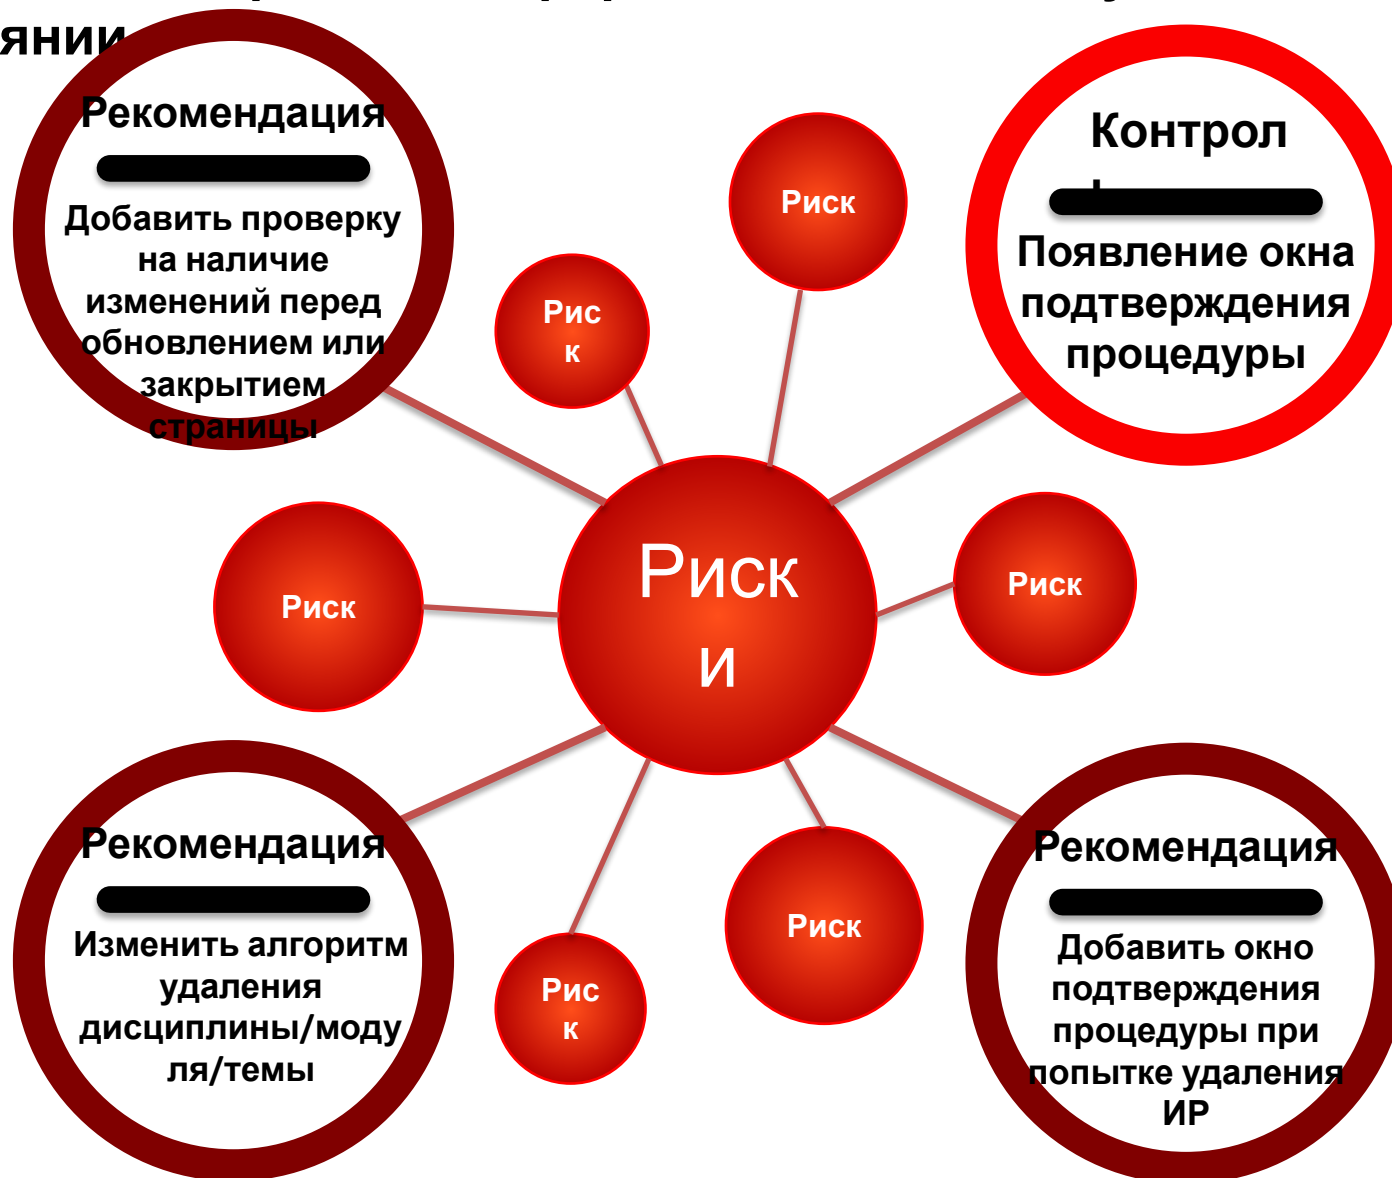 янии
Рекомендация
Добавить проверку
на наличие
изменений перед
обновлением или
закрытием
страницы
Контрол
Появление окна
подтверждения
процедуры
Риск
Рис
к
Риск
Риск
и
Риск
Рекомендация
Изменить алгоритм
удаления
дисциплины/моду
ля/темы
Рис
к
Риск
Рекомендация
Добавить окно
подтверждения
процедуры при
попытке удаления
ИР